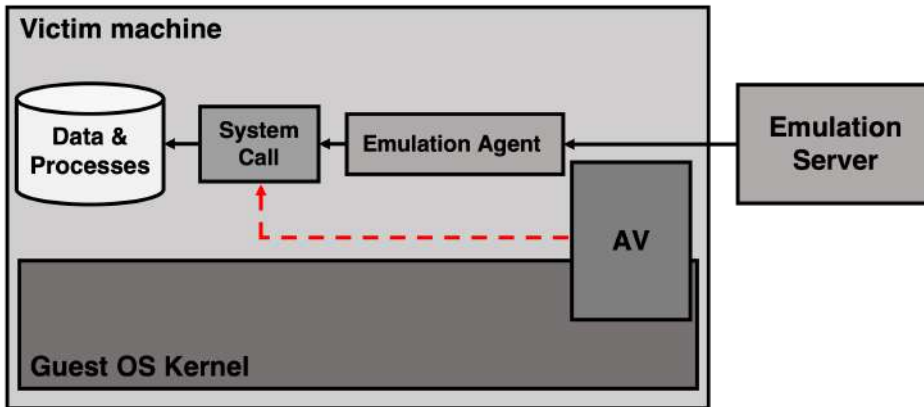 Victim machine
Data &
Processes
System
Call
Emulation Agent
Emulation
Server
AV
Guest OS Kernel